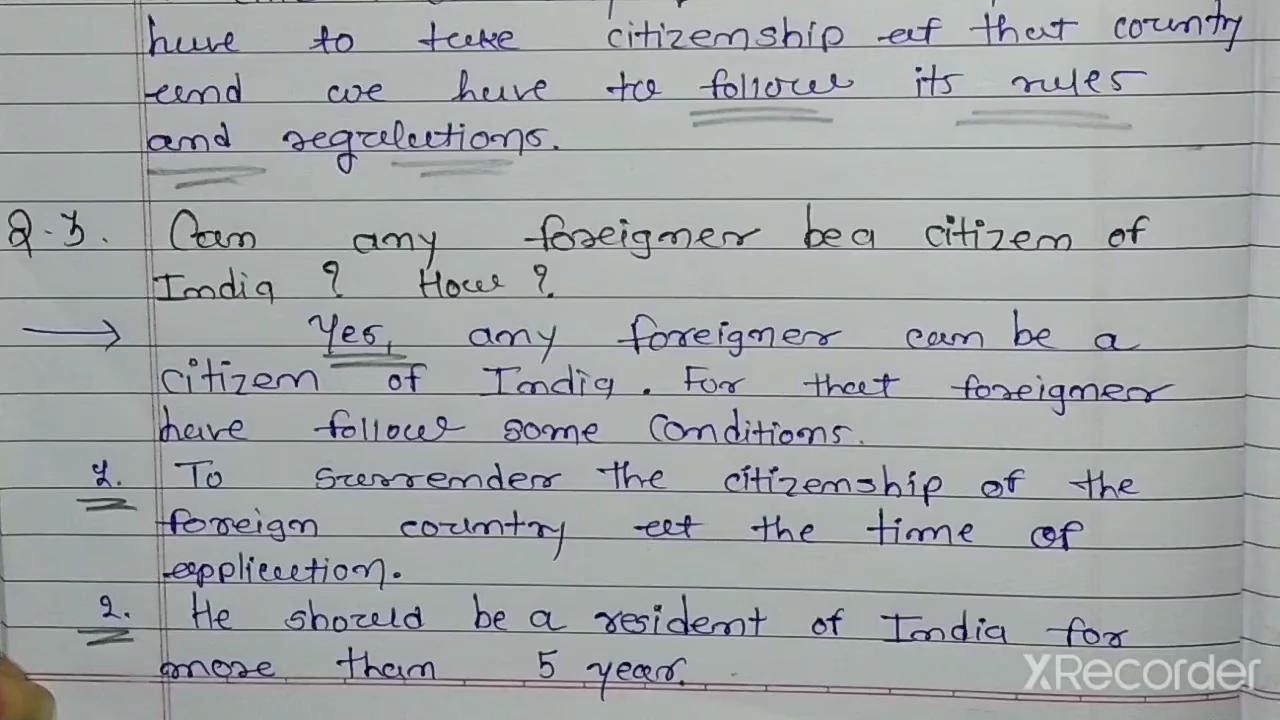 have to take citizenship at that country
and we have to follow its rules
and regulations.
Q.3. Can any foreigner be a citizen of
India ? How ?
→ Yes, any foreigner can be a
citizen of India. For that foreigner
have follow some conditions.
1. To surrender the citizenship of the
foreign country at the time of
application.
2. He should be a resident of India for
more than 5 year.
XRecorder